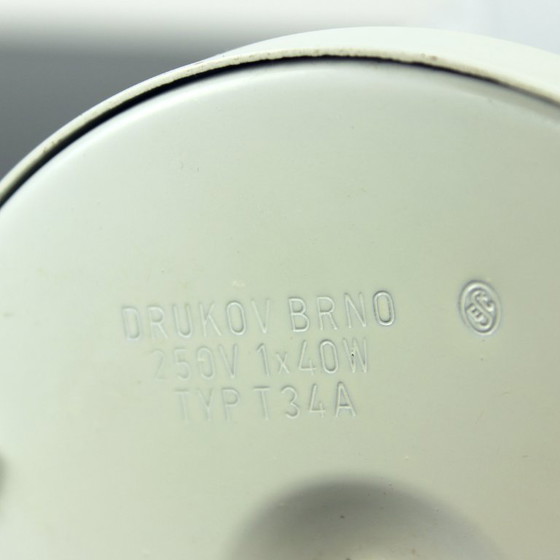 DRUKOV BRNO
250V 1x40W
TYP T34A